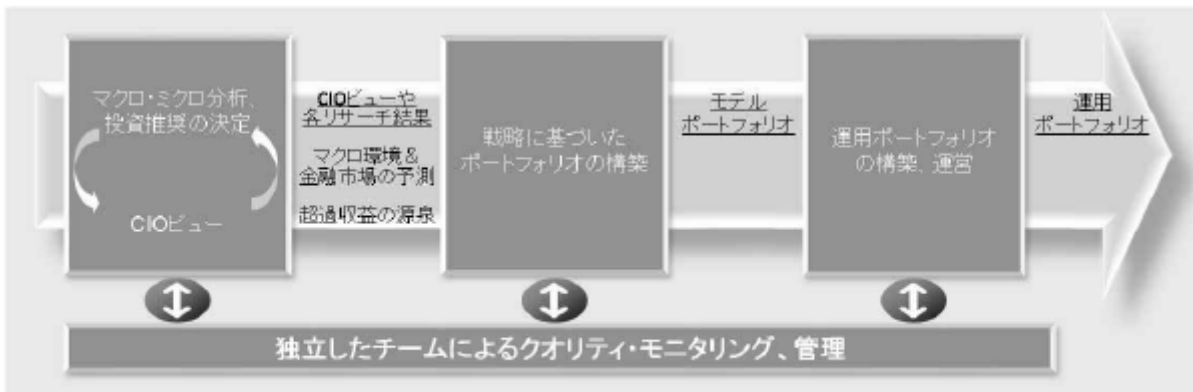 マクロ・ミクロ分析、
投資推奨の決定
CIOビュー
CIOビューや
各リサーチ結果
マクロ環境&
金融市場の予測
超過収益の源泉
戦略に基づいた
ポートフォリオの構築
モデル
ポートフォリオ
運用ポートフォリオ
の構築、運営
運用
ポートフォリオ
独立したチームによるクオリティ・モニタリング、管理